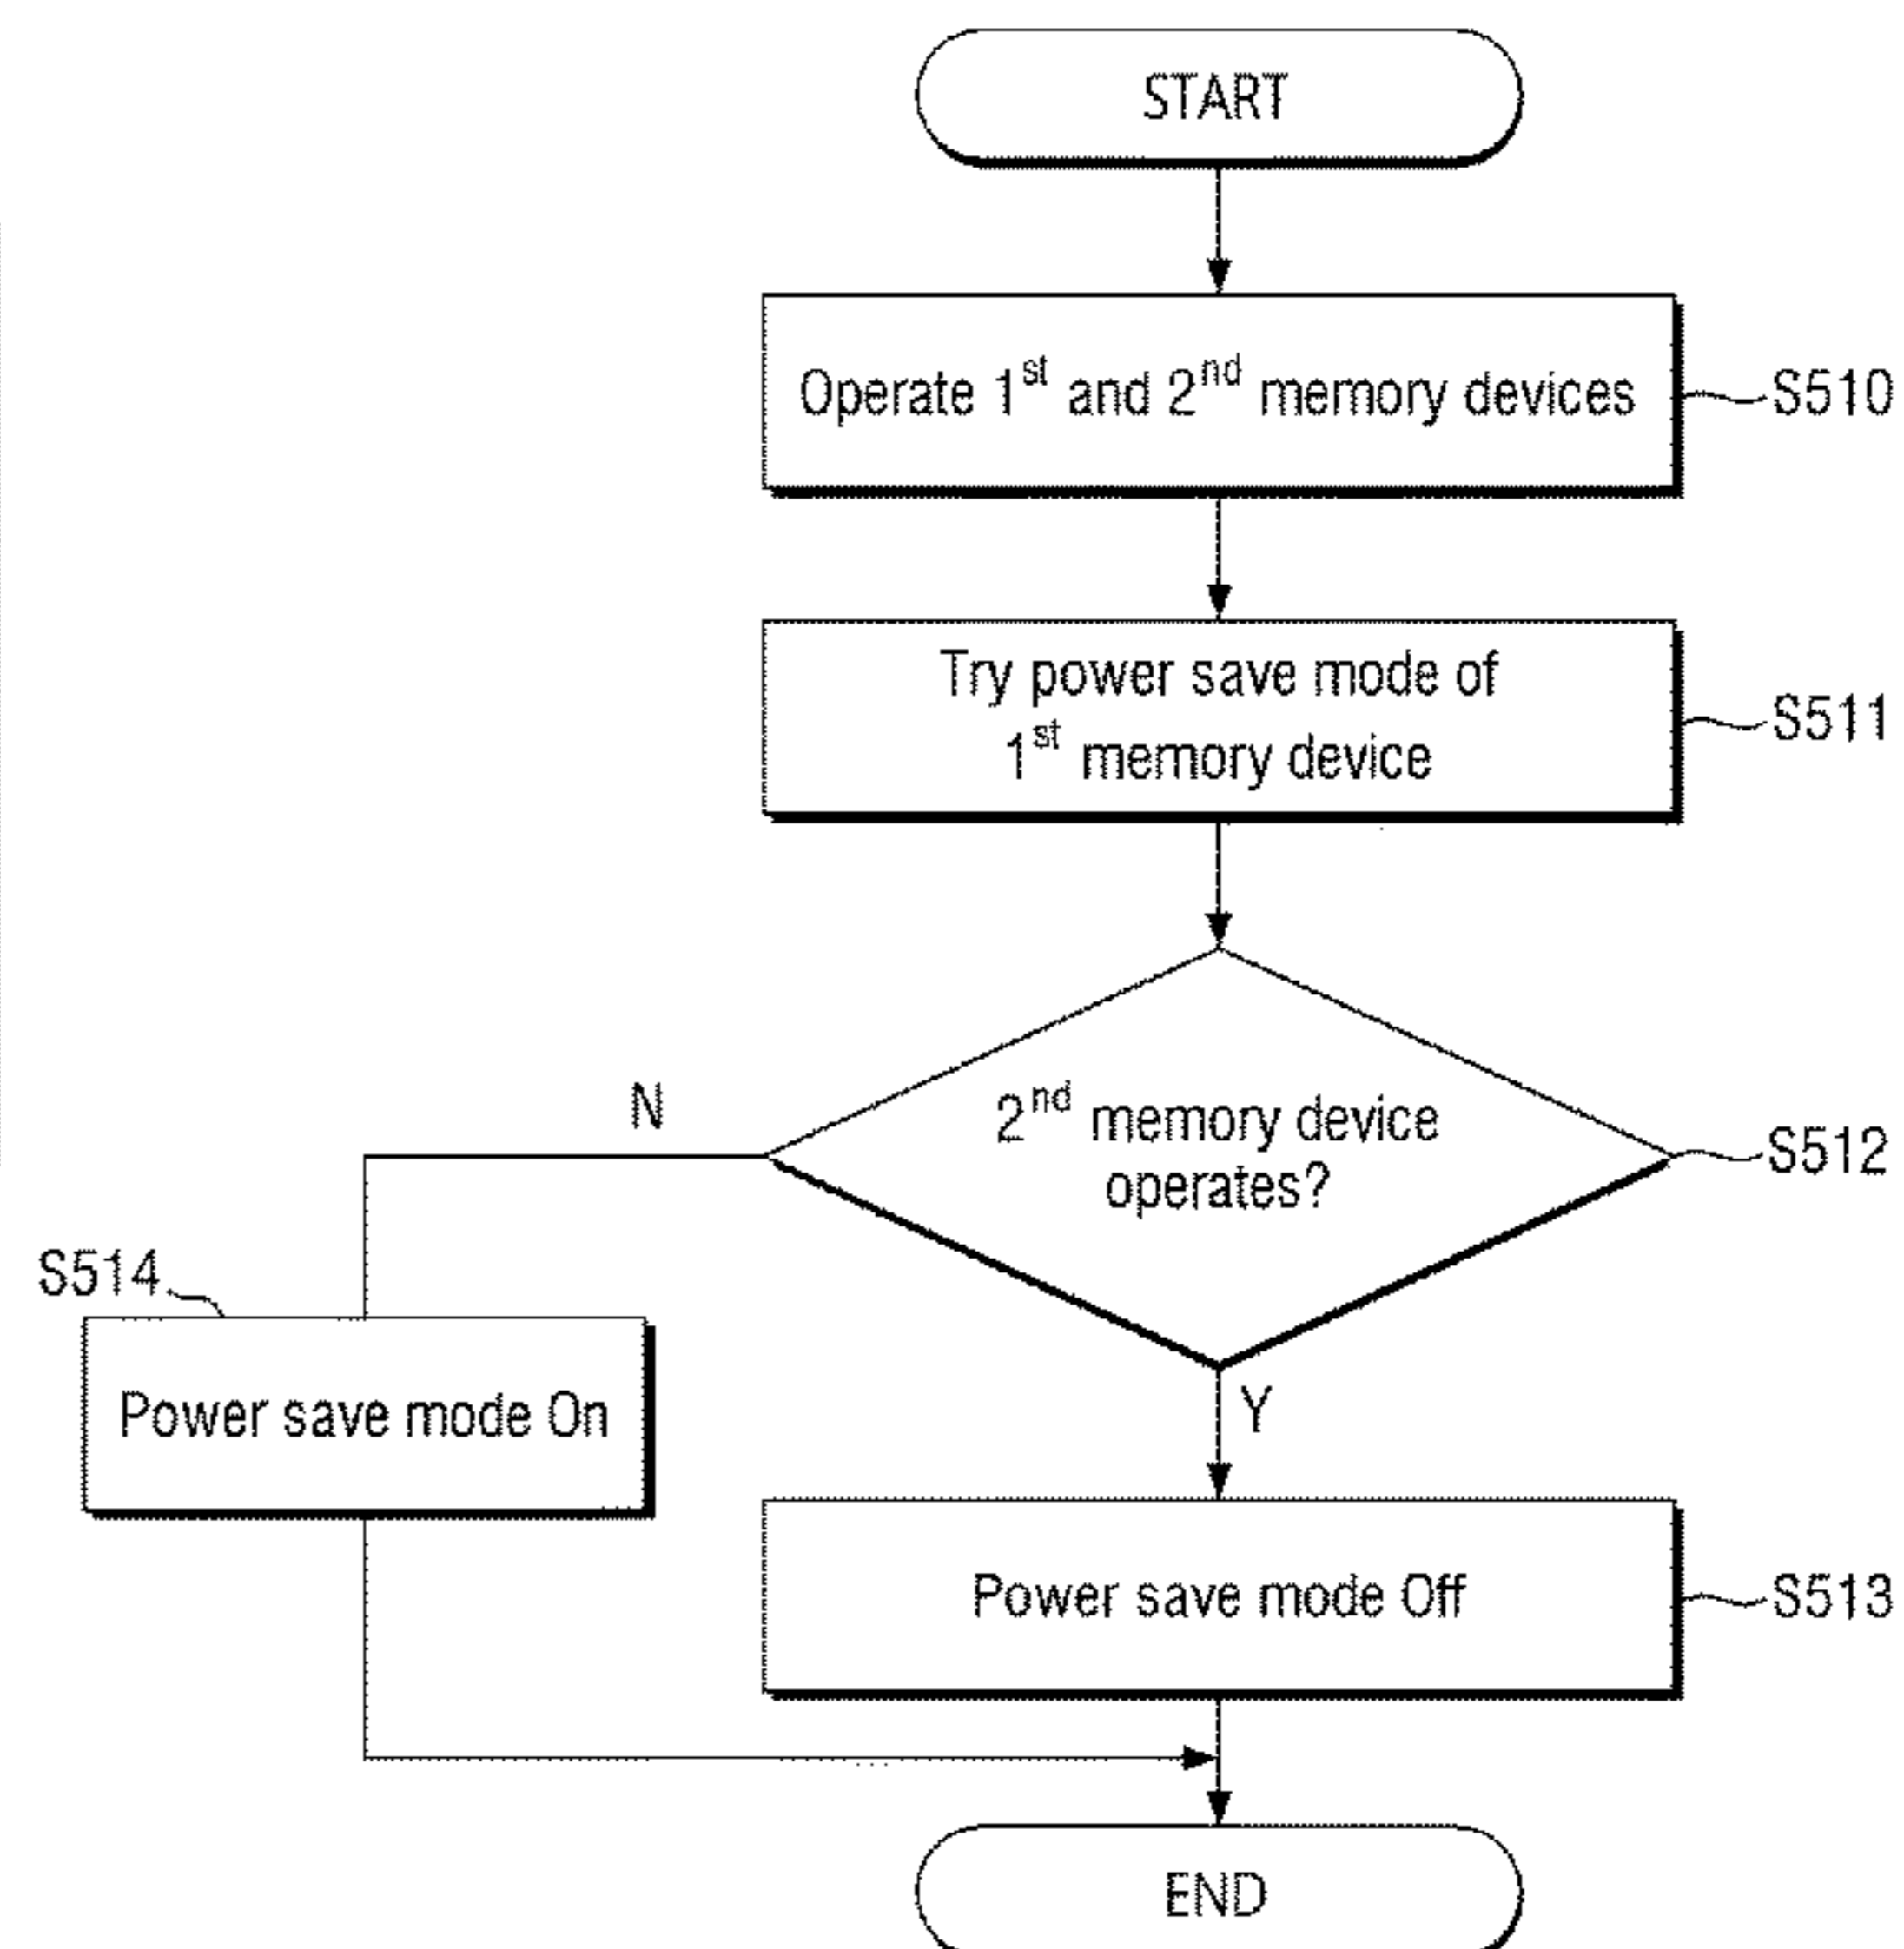 START
Operate 1st and 2nd memory devices
S510
Try power save mode of
1st memory device
S511
2nd memory device
operates?
S512
N
Y
S514
Power save mode On
Power save mode Off
S513
END